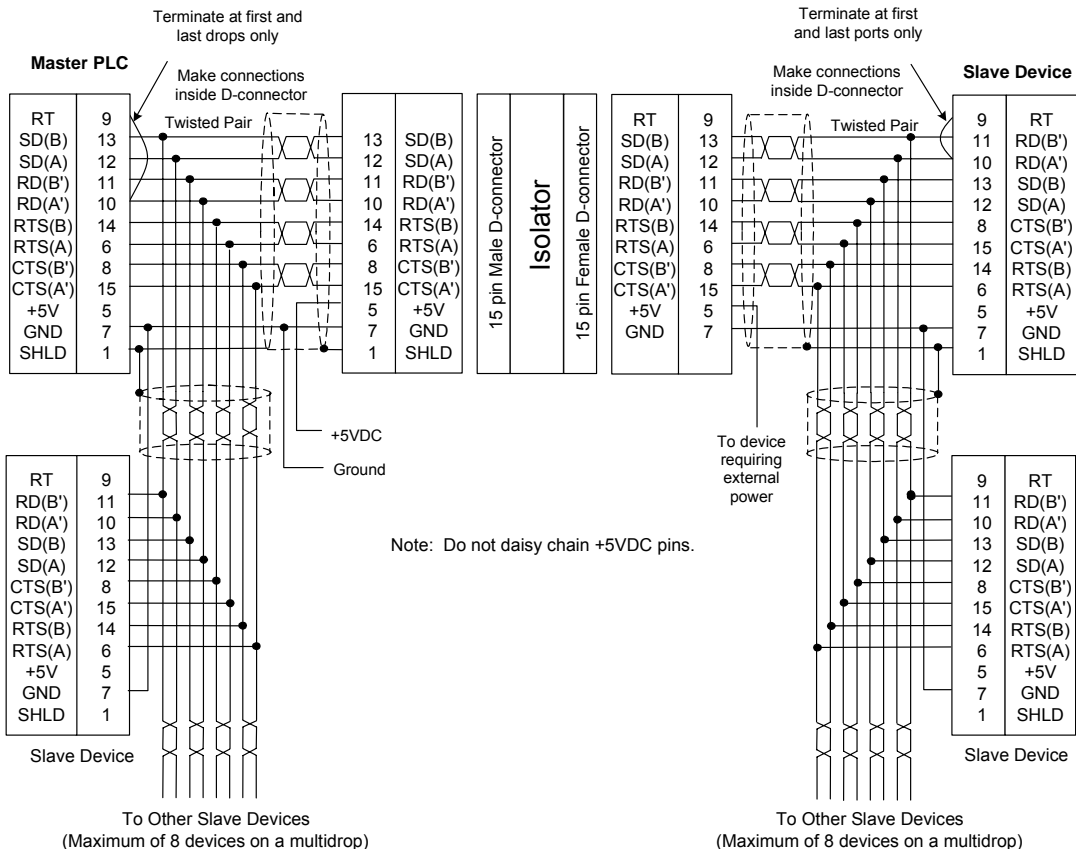 Terminate at first and
last drops only
Master PLC
Make connections
inside D-connector
Twisted Pair
RT 9
SD(B) 13
SD(A) 12
RD(B') 11
RD(A') 10
RTS(B) 14
RTS(A) 6
CTS(B') 8
CTS(A') 15
+5V 5
GND 7
SHLD 1
13 SD(B)
12 SD(A)
11 RD(B')
10 RD(A')
14 RTS(B)
6 RTS(A)
8 CTS(B')
15 CTS(A')
5 +5V
7 GND
1 SHLD
15 pin Male D-connector
Isolator
15 pin Female D-connector
RT 9
SD(B) 13
SD(A) 12
RD(B') 11
RD(A') 10
RTS(B) 14
RTS(A) 6
CTS(B') 8
CTS(A') 15
+5V 5
GND 7
Terminate at first
and last ports only
Make connections
inside D-connector
Slave Device
Twisted Pair
9 RT
11 RD(B')
10 RD(A')
13 SD(B)
12 SD(A)
8 CTS(B')
15 CTS(A')
14 RTS(B)
6 RTS(A)
5 +5V
7 GND
1 SHLD
+5VDC
Ground
To device
requiring
external
power
Note: Do not daisy chain +5VDC pins.
RT 9
RD(B') 11
RD(A') 10
SD(B) 13
SD(A) 12
CTS(B') 8
CTS(A') 15
RTS(B) 14
RTS(A) 6
+5V 5
GND 7
SHLD 1
Slave Device
To Other Slave Devices
(Maximum of 8 devices on a multidrop)
9 RT
11 RD(B')
10 RD(A')
13 SD(B)
12 SD(A)
8 CTS(B')
15 CTS(A')
14 RTS(B)
6 RTS(A)
5 +5V
7 GND
1 SHLD
Slave Device
To Other Slave Devices
(Maximum of 8 devices on a multidrop)